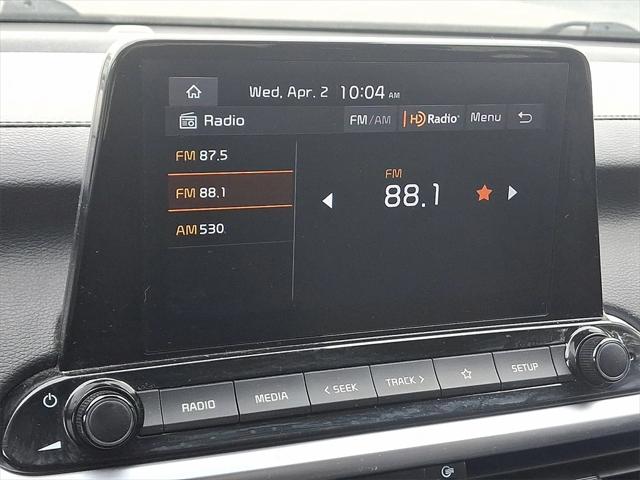 Wed, Apr. 2 10:04 AM
Radio FM/AM HD Radio Menu
FM 87.5
FM 88.1
AM 530
FM
88.1
RADIO MEDIA < SEEK TRACK > SETUP